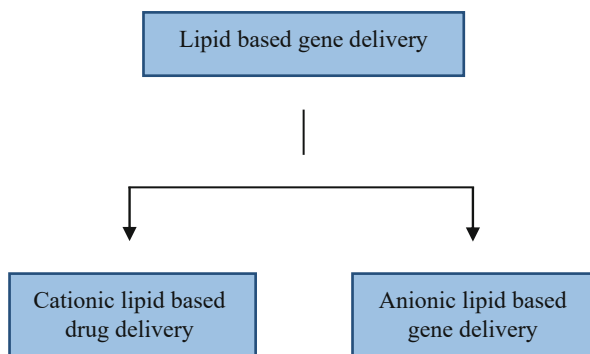 Lipid based gene delivery
Cationic lipid based
drug delivery
Anionic lipid based
gene delivery